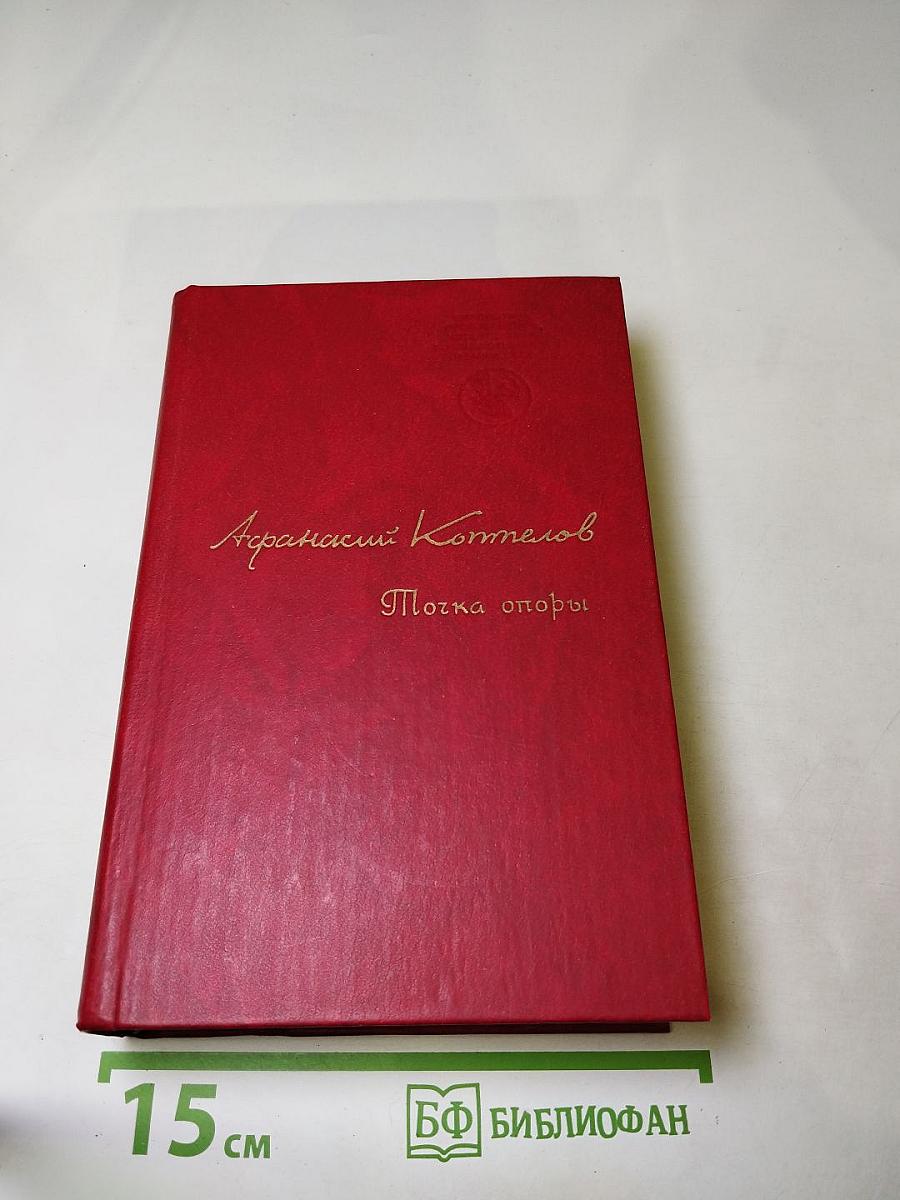 Афанасий Коптелов
Точка опоры
15 см
БФ БИБЛИОФАН